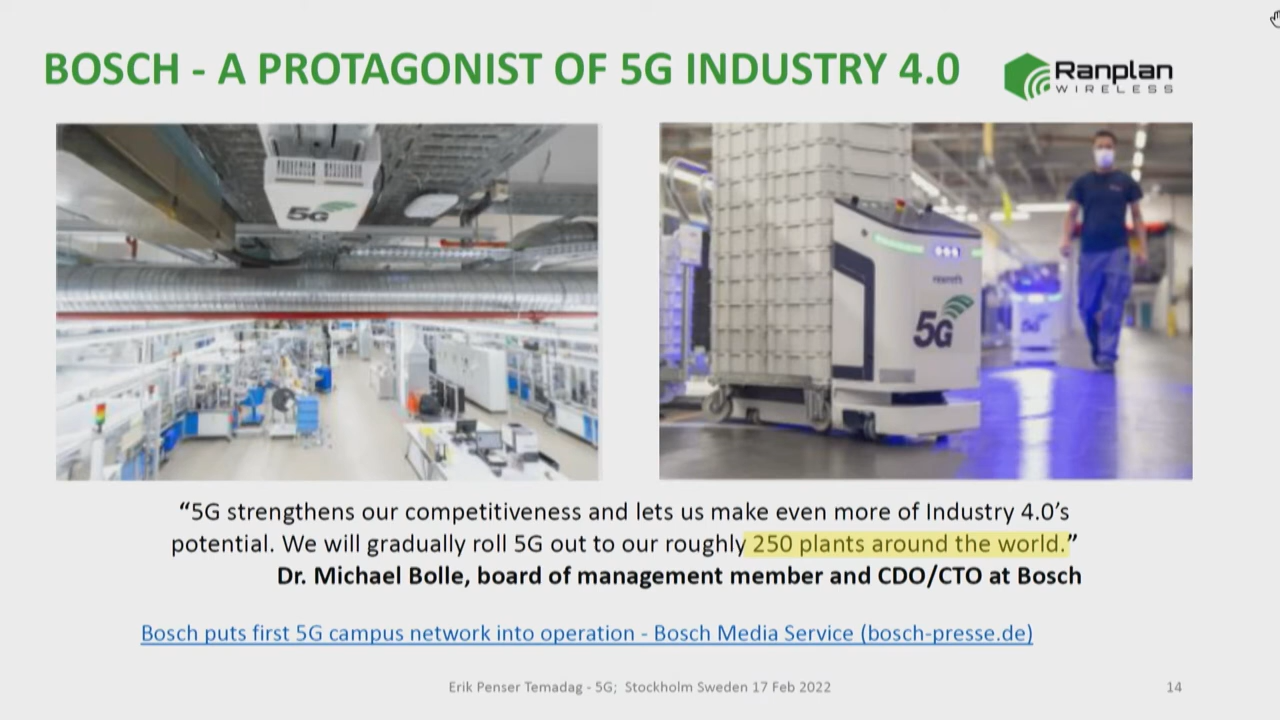 BOSCH - A PROTAGONIST OF 5G INDUSTRY 4.0
Ranplan
WIRELESS
5G
rexroth
5G
5G
“5G strengthens our competitiveness and lets us make even more of Industry 4.0’s
potential. We will gradually roll 5G out to our roughly 250 plants around the world.”
Dr. Michael Bolle, board of management member and CDO/CTO at Bosch
Bosch puts first 5G campus network into operation - Bosch Media Service (bosch-presse.de)
Erik Penser Temadag - 5G; Stockholm Sweden 17 Feb 2022
14